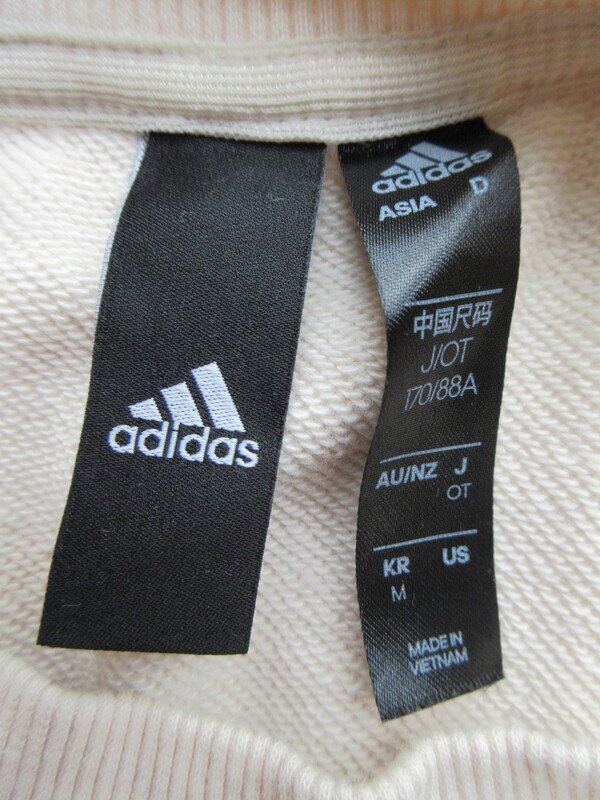 adidas
adidas
ASIA D
中国尺码
J/OT
170/88A
AU/NZ J
OT
KR US
M
MADE IN
VIETNAM